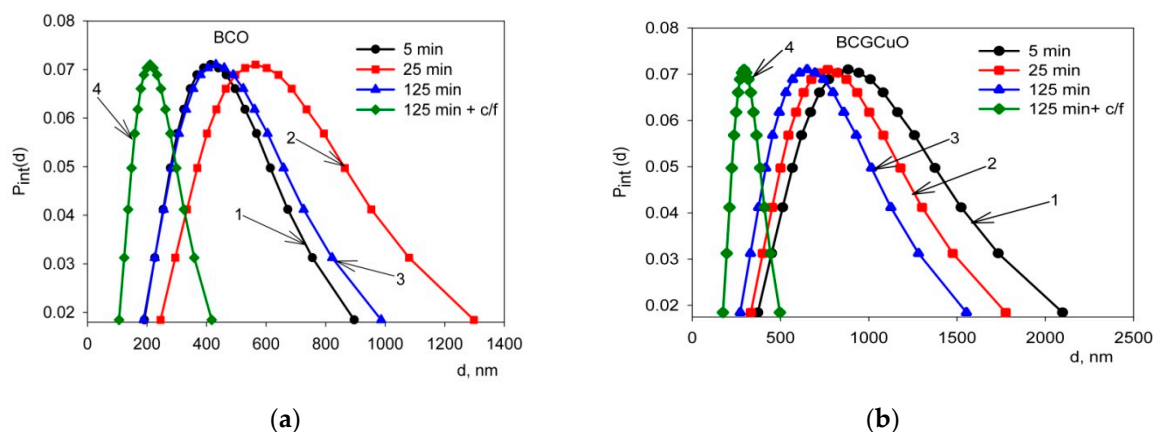 BCO
5 min
25 min
125 min
125 min + c/f
4
2
1
3
0.08
0.07
0.06
0.05
0.04
0.03
0.02
P_int(d)
0 200 400 600 800 1000 1200 1400
d, nm
(a)
BCGCuO
5 min
25 min
125 min
125 min+ c/f
4
3
2
1
0.08
0.07
0.06
0.05
0.04
0.03
0.02
P_int(d)
0 500 1000 1500 2000 2500
d, nm
(b)